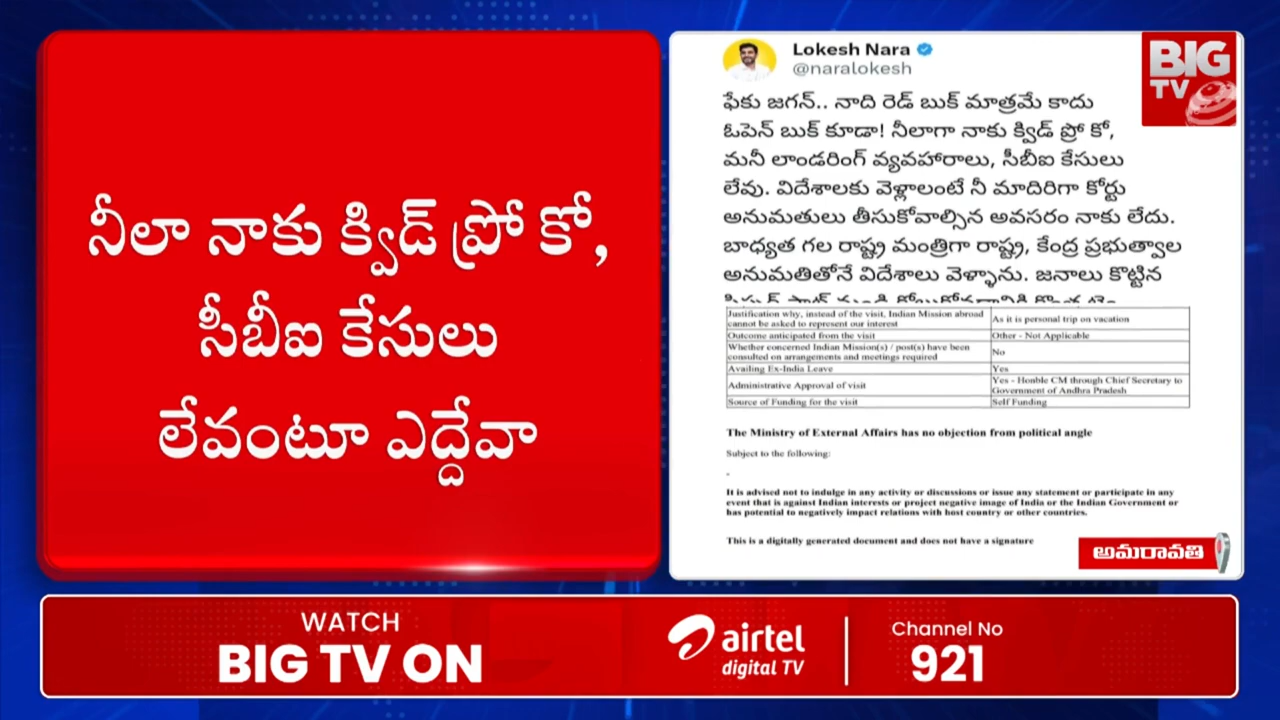 నీలా నాకు క్విడ్ ప్రో కో,
సీబీఐ కేసులు
లేవంటూ ఎద్దేవా
Lokesh Nara
@naralokesh
BIG
TV
ఫేకు జగన్.. నాది రెడ్ బుక్ మాత్రమే కాదు
ఓపెన్ బుక్ కూడా! నీలాగా నాకు క్విడ్ ప్రో కో,
మనీ లాండరింగ్ వ్యవహారాలు, సీబీఐ కేసులు
లేవు. విదేశాలకు వెళ్లాలంటే నీ మాదిరిగా కోర్టు
అనుమతులు తీసుకోవాల్సిన అవసరం నాకు లేదు.
బాధ్యత గల రాష్ట్ర మంత్రిగా రాష్ట్ర, కేంద్ర ప్రభుత్వాల
అనుమతితోనే విదేశాలు వెళ్ళాను. జనాలు కొట్టిన
Justification why, instead of the visit, Indian Mission abroad cannot be asked to represent our interest As it is personal trip on vacation
Outcome anticipated from the visit Other - Not Applicable
Whether concerned Indian Mission(s) / post(s) have been consulted on arrangements and meetings required No
Availing Ex-India Leave Yes
Administrative Approval of visit Yes - Honble CM through Chief Secretary to Government of Andhra Pradesh
Source of Funding for the visit Self Funding
The Ministry of External Affairs has no objection from political angle
Subject to the following:
-
It is advised not to indulge in any activity or discussions or issue any statement or participate in any
event that is against Indian interests or project negative image of India or the Indian Government or
has potential to negatively impact relations with host country or other countries.
This is a digitally generated document and does not have a signature
అమరావతి
WATCH
BIG TV ON
airtel
digital TV
Channel No
921